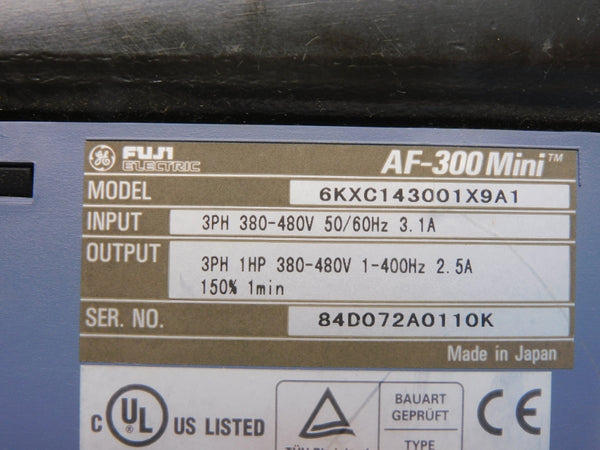 GE FUJI ELECTRIC AF-300 Mini™
MODEL 6KXC143001X9A1
INPUT 3PH 380-480V 50/60Hz 3.1A
OUTPUT 3PH 1HP 380-480V 1-400Hz 2.5A
150% 1min
SER. NO. 84D072A0110K
Made in Japan
C UL US LISTED
BAUART
GEPRÜFT
TYPE
CE